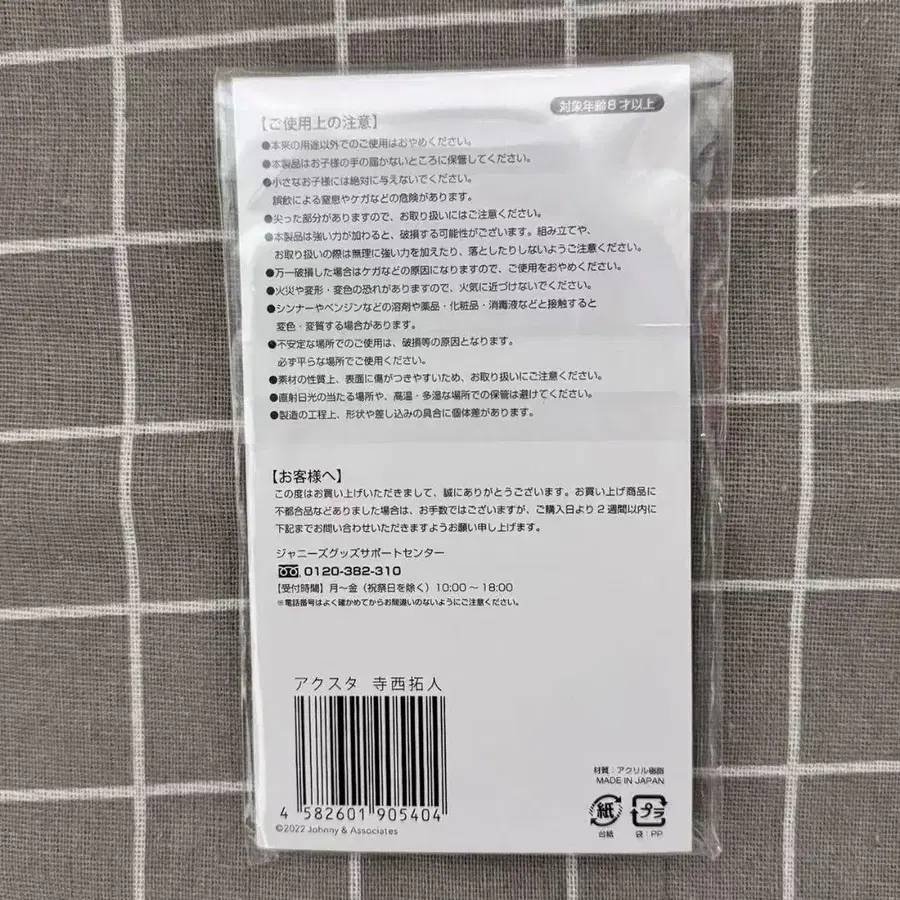 対象年齢8才以上
【ご使用上の注意】
●本来の用途以外でのご使用はおやめください。
●本製品はお子様の手の届かないところに保管してください。
●小さなお子様には絶対に与えないでください。
誤飲による窒息やケガなどの危険があります。
●尖った部分がありますので、お取り扱いにはご注意ください。
●本製品は強い力が加わると、破損する可能性がございます。組み立てや、
お取り扱いの際は無理に強い力を加えたり、落としたりしないようご注意ください。
●万一破損した場合はケガなどの原因になりますので、ご使用をおやめください。
●火災や変形・変色の恐れがありますので、火気に近づけないでください。
●シンナーやベンジンなどの溶剤や薬品・化粧品・消毒液などと接触すると
変色・変質する場合があります。
●不安定な場所でのご使用は、破損等の原因となります。
必ず平らな場所でご使用ください。
●素材の性質上、表面に傷がつきやすいため、お取り扱いにご注意ください。
●直射日光の当たる場所や、高温・多湿な場所での保管は避けてください。
●製造の工程上、形状や差し込みの具合に個体差があります。
【お客様へ】
この度はお買い上げいただきまして、誠にありがとうございます。お買い上げ商品に
不都合品などありました場合は、お手数ではございますが、ご購入日より2週間以内に
下記までお問い合わせいただきますようお願い申し上げます。
ジャニーズグッズサポートセンター
0120-382-310
【受付時間】月～金（祝祭日を除く）10:00～18:00
※電話番号はよく確かめてからお間違いのないようにご注意ください。
アクスタ 寺西拓人
4 582601 905404
©2022 Johnny & Associates
材質：アクリル樹脂
MADE IN JAPAN
紙 プラ
台紙 袋：PP